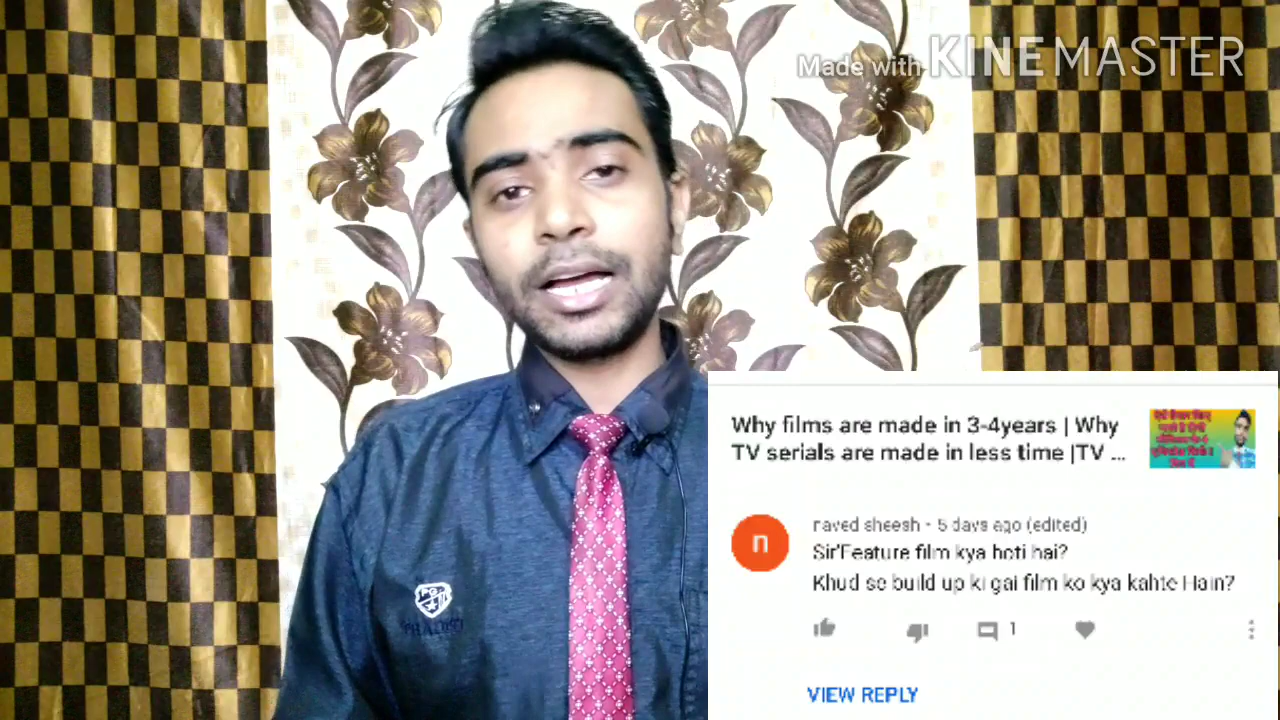 Made with KINEMASTER
Why films are made in 3-4years | Why
TV serials are made in less time |TV ...
naved sheesh - 5 days ago (edited)
n
Sir'Feature film kya hoti hai?
Khud se build up ki gai film ko kya kahte Hain?
1
VIEW REPLY